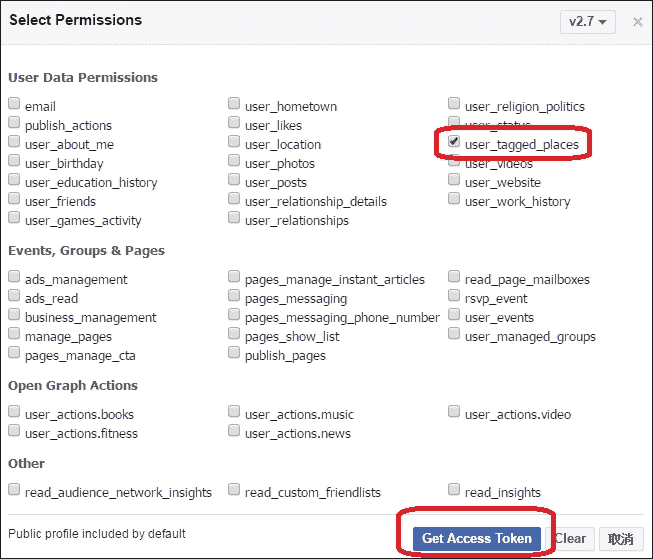 Select Permissions v2.7 ×
User Data Permissions
email user_hometown user_religion_politics
publish_actions user_likes user_status
user_about_me user_location user_tagged_places
user_birthday user_photos user_videos
user_education_history user_posts user_website
user_friends user_relationship_details user_work_history
user_games_activity user_relationships
Events, Groups & Pages
ads_management pages_manage_instant_articles read_page_mailboxes
ads_read pages_messaging rsvp_event
business_management pages_messaging_phone_number user_events
manage_pages pages_show_list user_managed_groups
pages_manage_cta publish_pages
Open Graph Actions
user_actions.books user_actions.music user_actions.video
user_actions.fitness user_actions.news
Other
read_audience_network_insights read_custom_friendlists read_insights
Public profile included by default Get Access Token Clear 取消